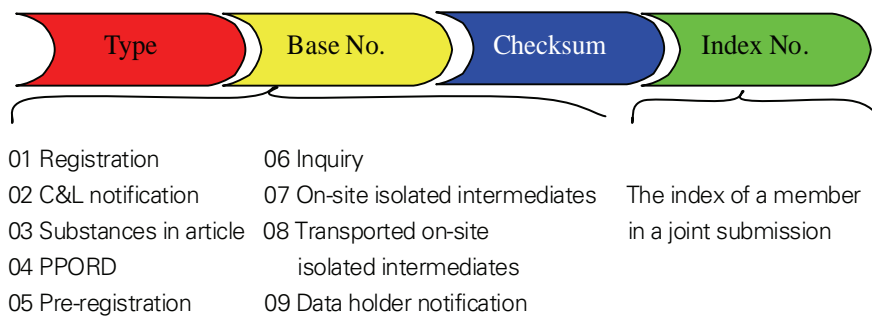 Type Base No. Checksum Index No.
01 Registration
02 C&L notification
03 Substances in article
04 PPORD
05 Pre-registration
06 Inquiry
07 On-site isolated intermediates
08 Transported on-site
isolated intermediates
09 Data holder notification
The index of a member
in a joint submission